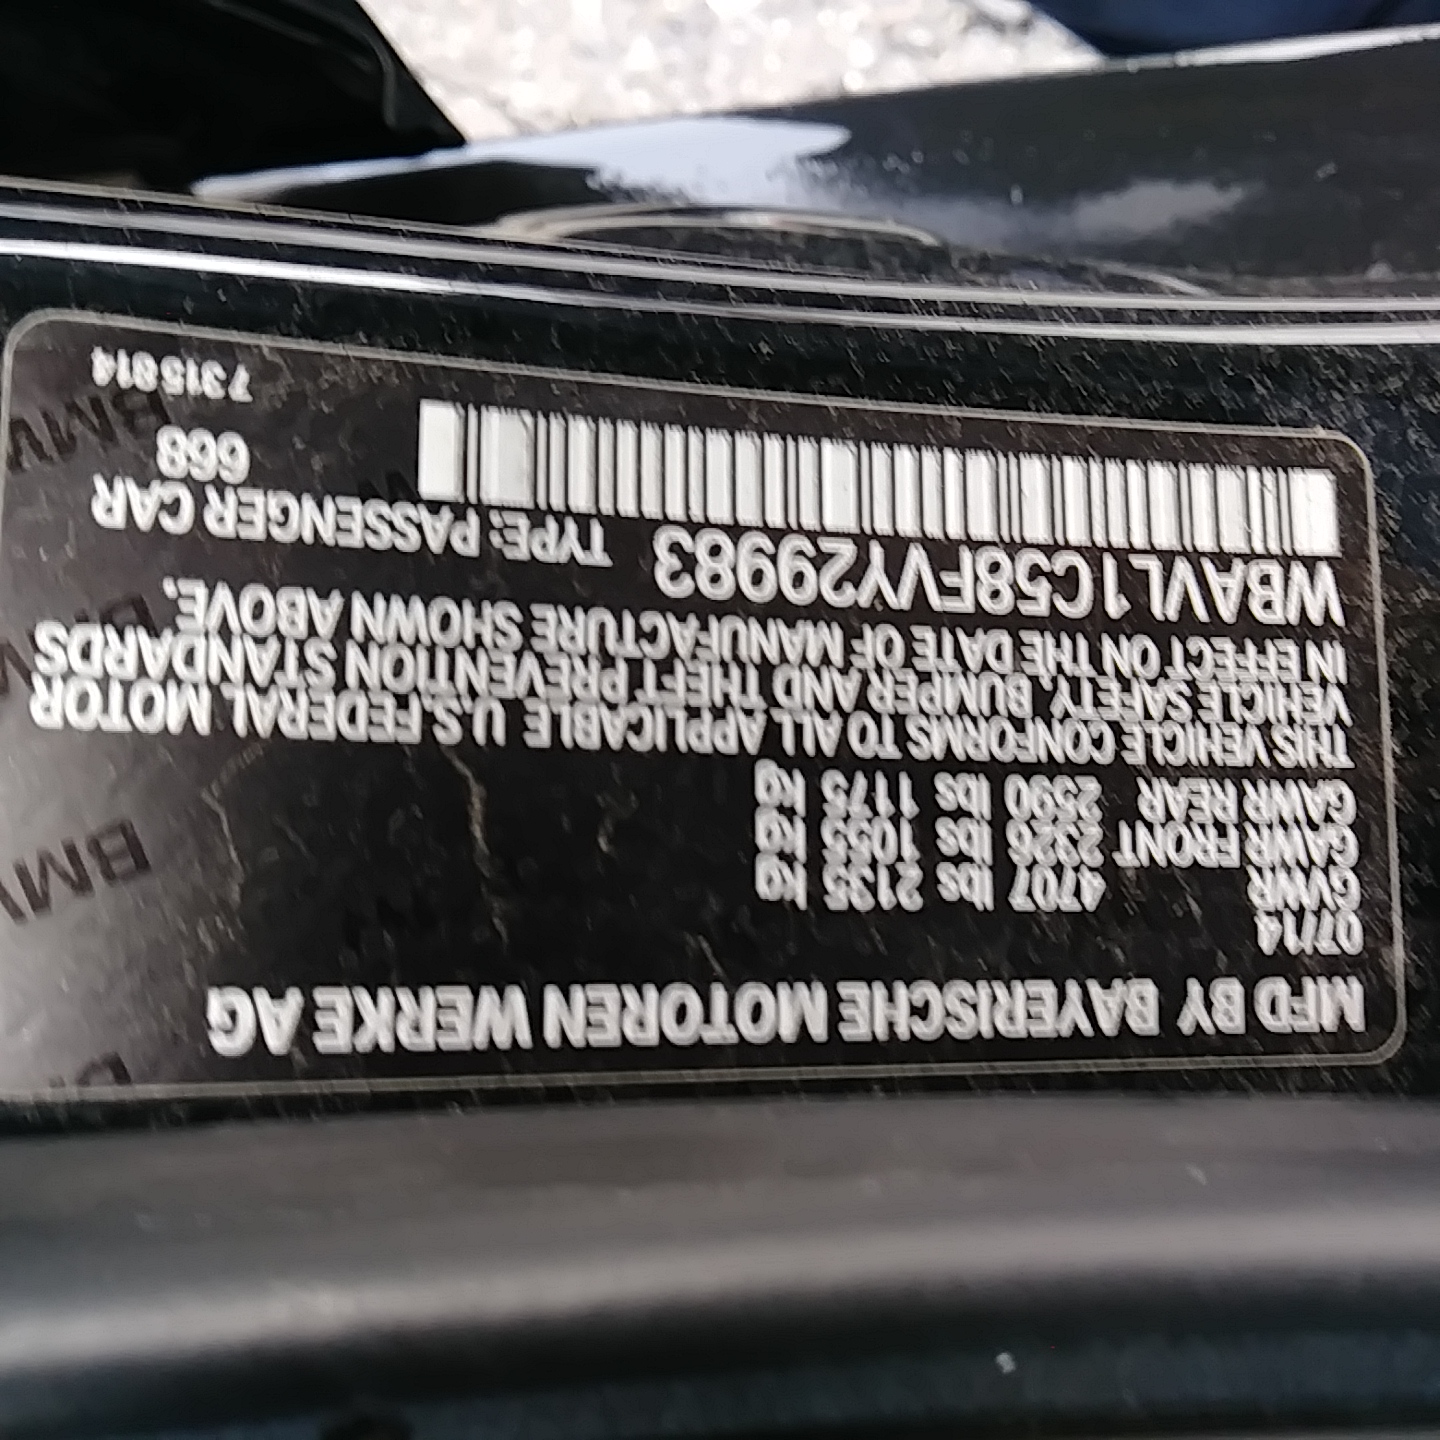 MFD BY BAYERISCHE MOTOREN WERKE AG
07/14
GVWR 4707 lbs 2135 kg
GAWR FRONT 2326 lbs 1055 kg
GAWR REAR 2590 lbs 1175 kg
THIS VEHICLE CONFORMS TO ALL APPLICABLE U.S.FEDERAL MOTOR
VEHICLE SAFETY, BUMPER AND THEFT PREVENTION STANDARDS
IN EFFECT ON THE DATE OF MANUFACTURE SHOWN ABOVE.
WBAVL1C58FVY29983 TYPE: PASSENGER CAR
668
7315814